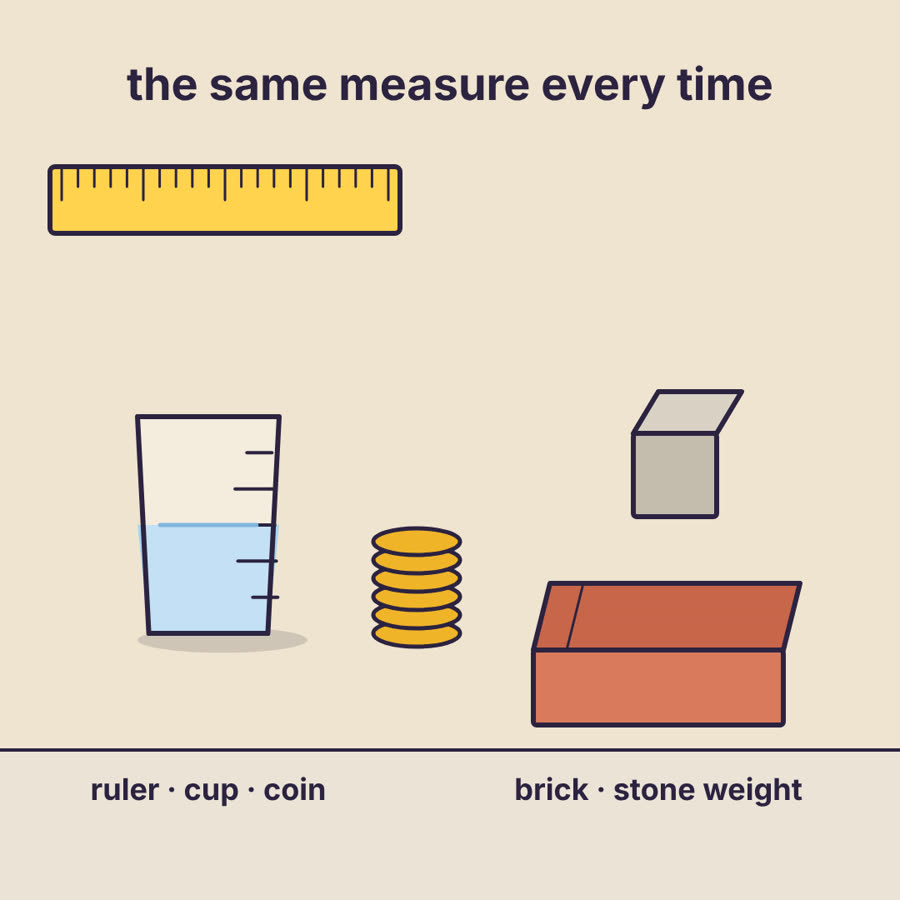 the same measure every time
ruler · cup · coin
brick · stone weight